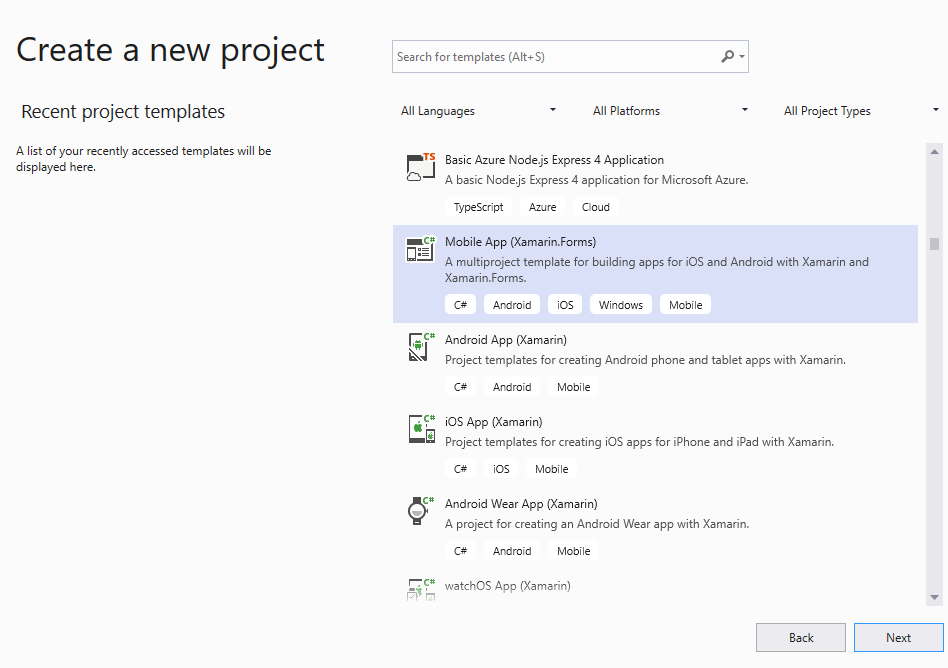 Create a new project
Search for templates (Alt+S)
Recent project templates
All Languages
All Platforms
All Project Types
A list of your recently accessed templates will be
displayed here.
TS
Basic Azure Node.js Express 4 Application
A basic Node.js Express 4 application for Microsoft Azure.
TypeScript
Azure
Cloud
C#
Mobile App (Xamarin.Forms)
A multiproject template for building apps for iOS and Android with Xamarin and
Xamarin.Forms.
C#
Android
iOS
Windows
Mobile
C#
Android App (Xamarin)
Project templates for creating Android phone and tablet apps with Xamarin.
C#
Android
Mobile
C#
iOS App (Xamarin)
Project templates for creating iOS apps for iPhone and iPad with Xamarin.
C#
iOS
Mobile
C#
Android Wear App (Xamarin)
A project for creating an Android Wear app with Xamarin.
C#
Android
Mobile
C#
watchOS App (Xamarin)
Back
Next